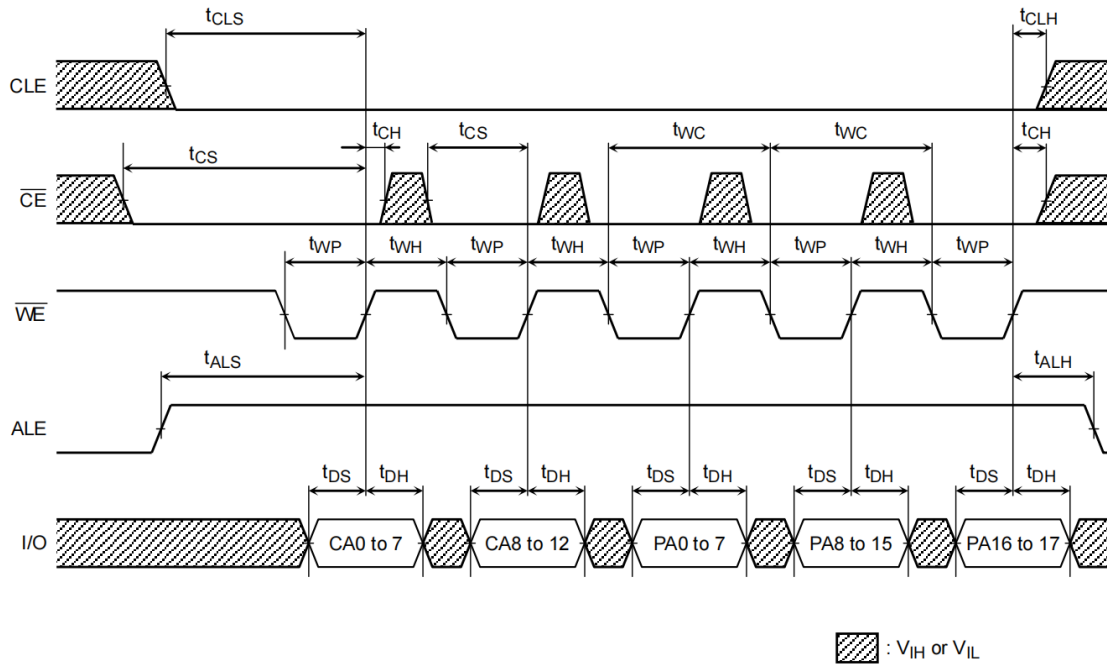 tCLS tCLH
CLE
tCH tCS tWC tWC tCH
tCS
CE
tWP tWH tWP tWH tWP tWH tWP tWH tWP
WE
tALS tALH
ALE
tDS tDH tDS tDH tDS tDH tDS tDH tDS tDH
I/O CA0 to 7 CA8 to 12 PA0 to 7 PA8 to 15 PA16 to 17
: VIH or VIL